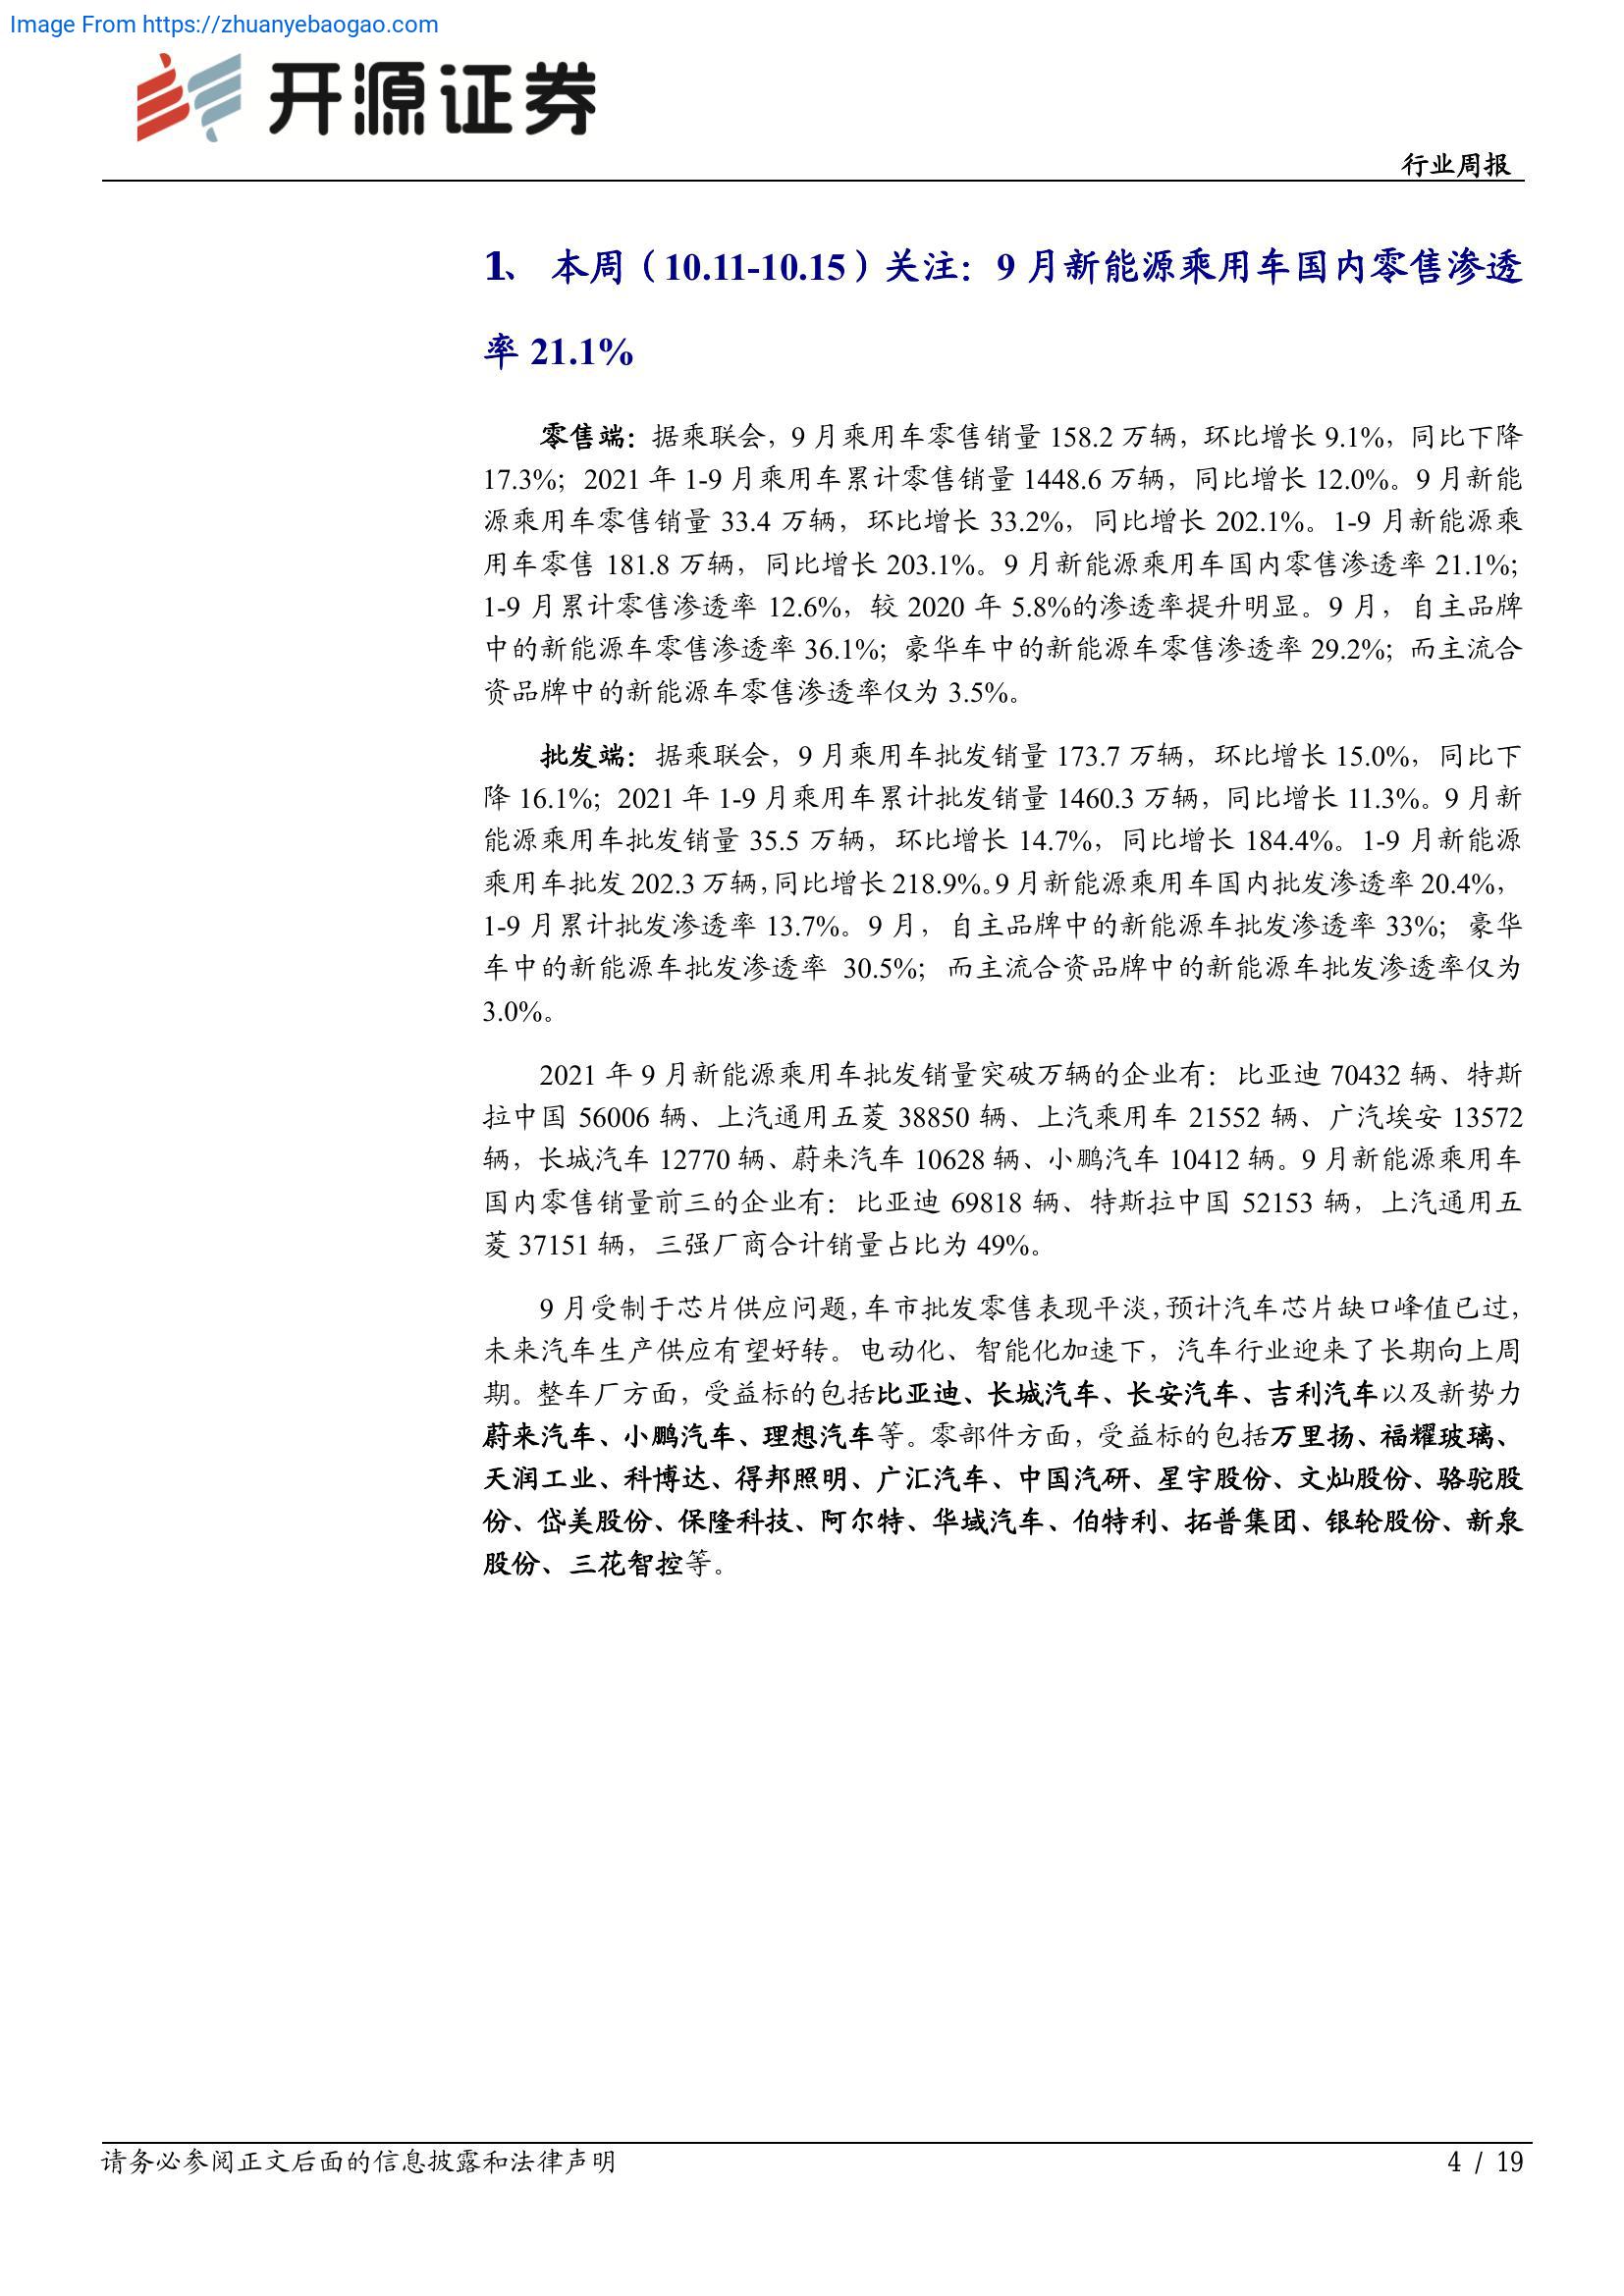 Image From https://zhuanyebaogao.com
开源证券
行业周报
1、 本周（10.11-10.15）关注：9 月新能源乘用车国内零售渗透
率 21.1%
零售端：据乘联会，9 月乘用车零售销量 158.2 万辆，环比增长 9.1%，同比下降
17.3%；2021 年 1-9 月乘用车累计零售销量 1448.6 万辆，同比增长 12.0%。9 月新能
源乘用车零售销量 33.4 万辆，环比增长 33.2%，同比增长 202.1%。1-9 月新能源乘
用车零售 181.8 万辆，同比增长 203.1%。9 月新能源乘用车国内零售渗透率 21.1%；
1-9 月累计零售渗透率 12.6%，较 2020 年 5.8%的渗透率提升明显。9 月，自主品牌
中的新能源车零售渗透率 36.1%；豪华车中的新能源车零售渗透率 29.2%；而主流合
资品牌中的新能源车零售渗透率仅为 3.5%。
批发端：据乘联会，9 月乘用车批发销量 173.7 万辆，环比增长 15.0%，同比下
降 16.1%；2021 年 1-9 月乘用车累计批发销量 1460.3 万辆，同比增长 11.3%。9 月新
能源乘用车批发销量 35.5 万辆，环比增长 14.7%，同比增长 184.4%。1-9 月新能源
乘用车批发 202.3 万辆，同比增长 218.9%。9 月新能源乘用车国内批发渗透率 20.4%，
1-9 月累计批发渗透率 13.7%。9 月，自主品牌中的新能源车批发渗透率 33%；豪华
车中的新能源车批发渗透率 30.5%；而主流合资品牌中的新能源车批发渗透率仅为
3.0%。
2021 年 9 月新能源乘用车批发销量突破万辆的企业有：比亚迪 70432 辆、特斯
拉中国 56006 辆、上汽通用五菱 38850 辆、上汽乘用车 21552 辆、广汽埃安 13572
辆，长城汽车 12770 辆、蔚来汽车 10628 辆、小鹏汽车 10412 辆。9 月新能源乘用车
国内零售销量前三的企业有：比亚迪 69818 辆、特斯拉中国 52153 辆，上汽通用五
菱 37151 辆，三强厂商合计销量占比为 49%。
9 月受制于芯片供应问题，车市批发零售表现平淡，预计汽车芯片缺口峰值已过，
未来汽车生产供应有望好转。电动化、智能化加速下，汽车行业迎来了长期向上周
期。整车厂方面，受益标的包括比亚迪、长城汽车、长安汽车、吉利汽车以及新势力
蔚来汽车、小鹏汽车、理想汽车等。零部件方面，受益标的包括万里扬、福耀玻璃、
天润工业、科博达、得邦照明、广汇汽车、中国汽研、星宇股份、文灿股份、骆驼股
份、岱美股份、保隆科技、阿尔特、华域汽车、伯特利、拓普集团、银轮股份、新泉
股份、三花智控等。
请务必参阅正文后面的信息披露和法律声明
4 / 19